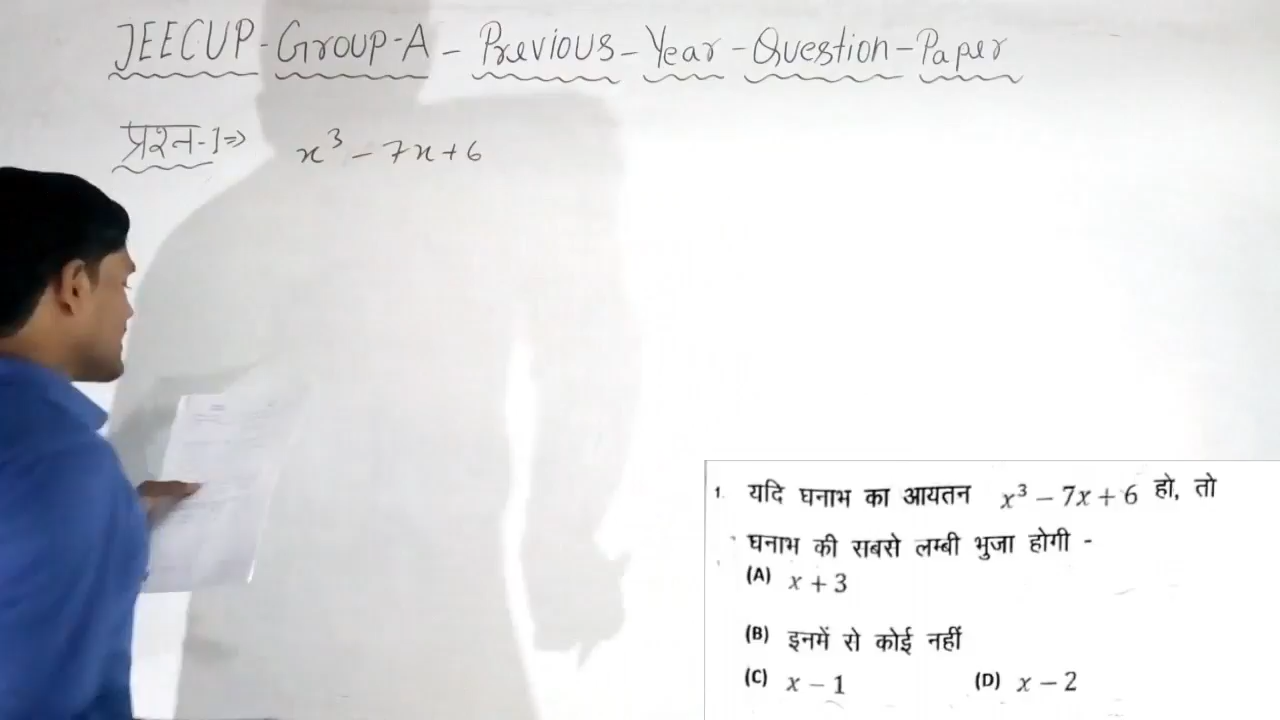 JEECUP-Group-A-Previous-Year-Question-Paper
प्रश्न-1⇒ x³-7x+6
1. यदि घनाभ का आयतन x³ – 7x + 6 हो, तो
घनाभ की सबसे लम्बी भुजा होगी -
(A) x + 3
(B) इनमें से कोई नहीं
(C) x – 1 (D) x – 2